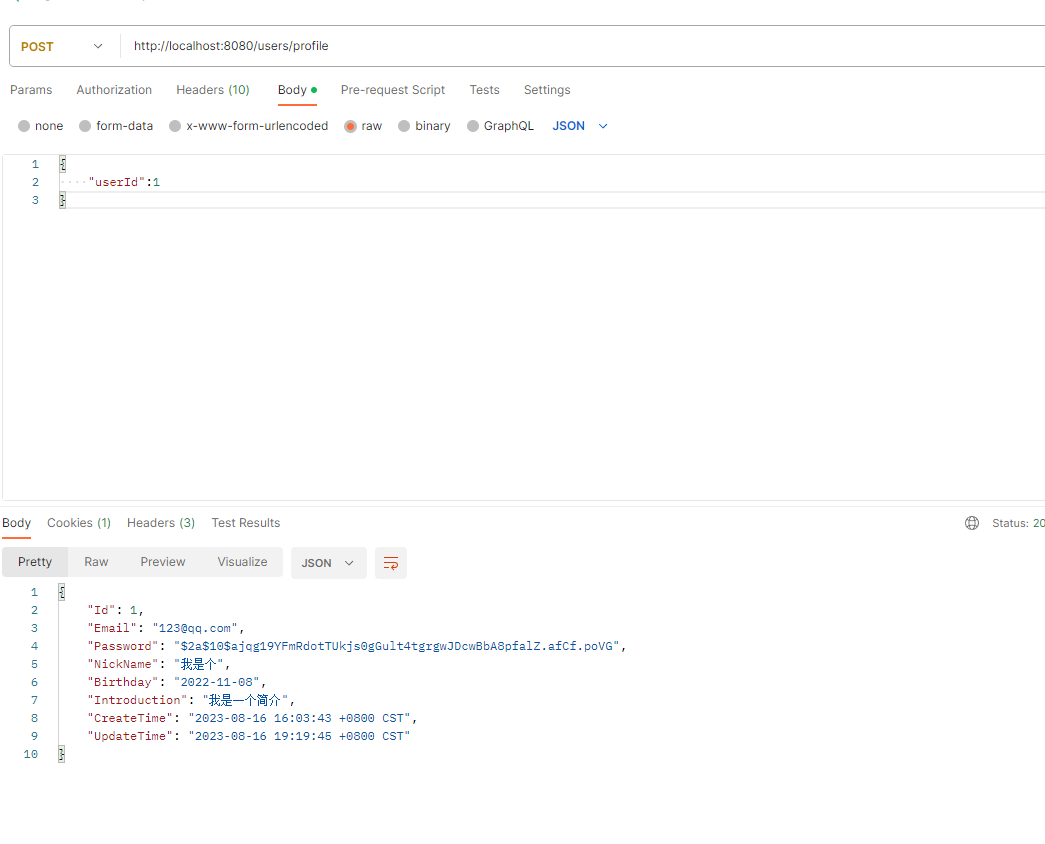 POST http://localhost:8080/users/profile
Params Authorization Headers (10) Body Pre-request Script Tests Settings
none form-data x-www-form-urlencoded raw binary GraphQL JSON
1 {
2 "userId":1
3 }
Body Cookies (1) Headers (3) Test Results Status: 20
Pretty Raw Preview Visualize JSON
1 {
2 "Id": 1,
3 "Email": "123@qq.com",
4 "Password": "$2a$10$ajqg19YFmRdotTUkjs0gGult4tgrgwJDcwBbA8pfalZ.afCf.poVG",
5 "NickName": "我是个",
6 "Birthday": "2022-11-08",
7 "Introduction": "我是一个简介",
8 "CreateTime": "2023-08-16 16:03:43 +0800 CST",
9 "UpdateTime": "2023-08-16 19:19:45 +0800 CST"
10 }